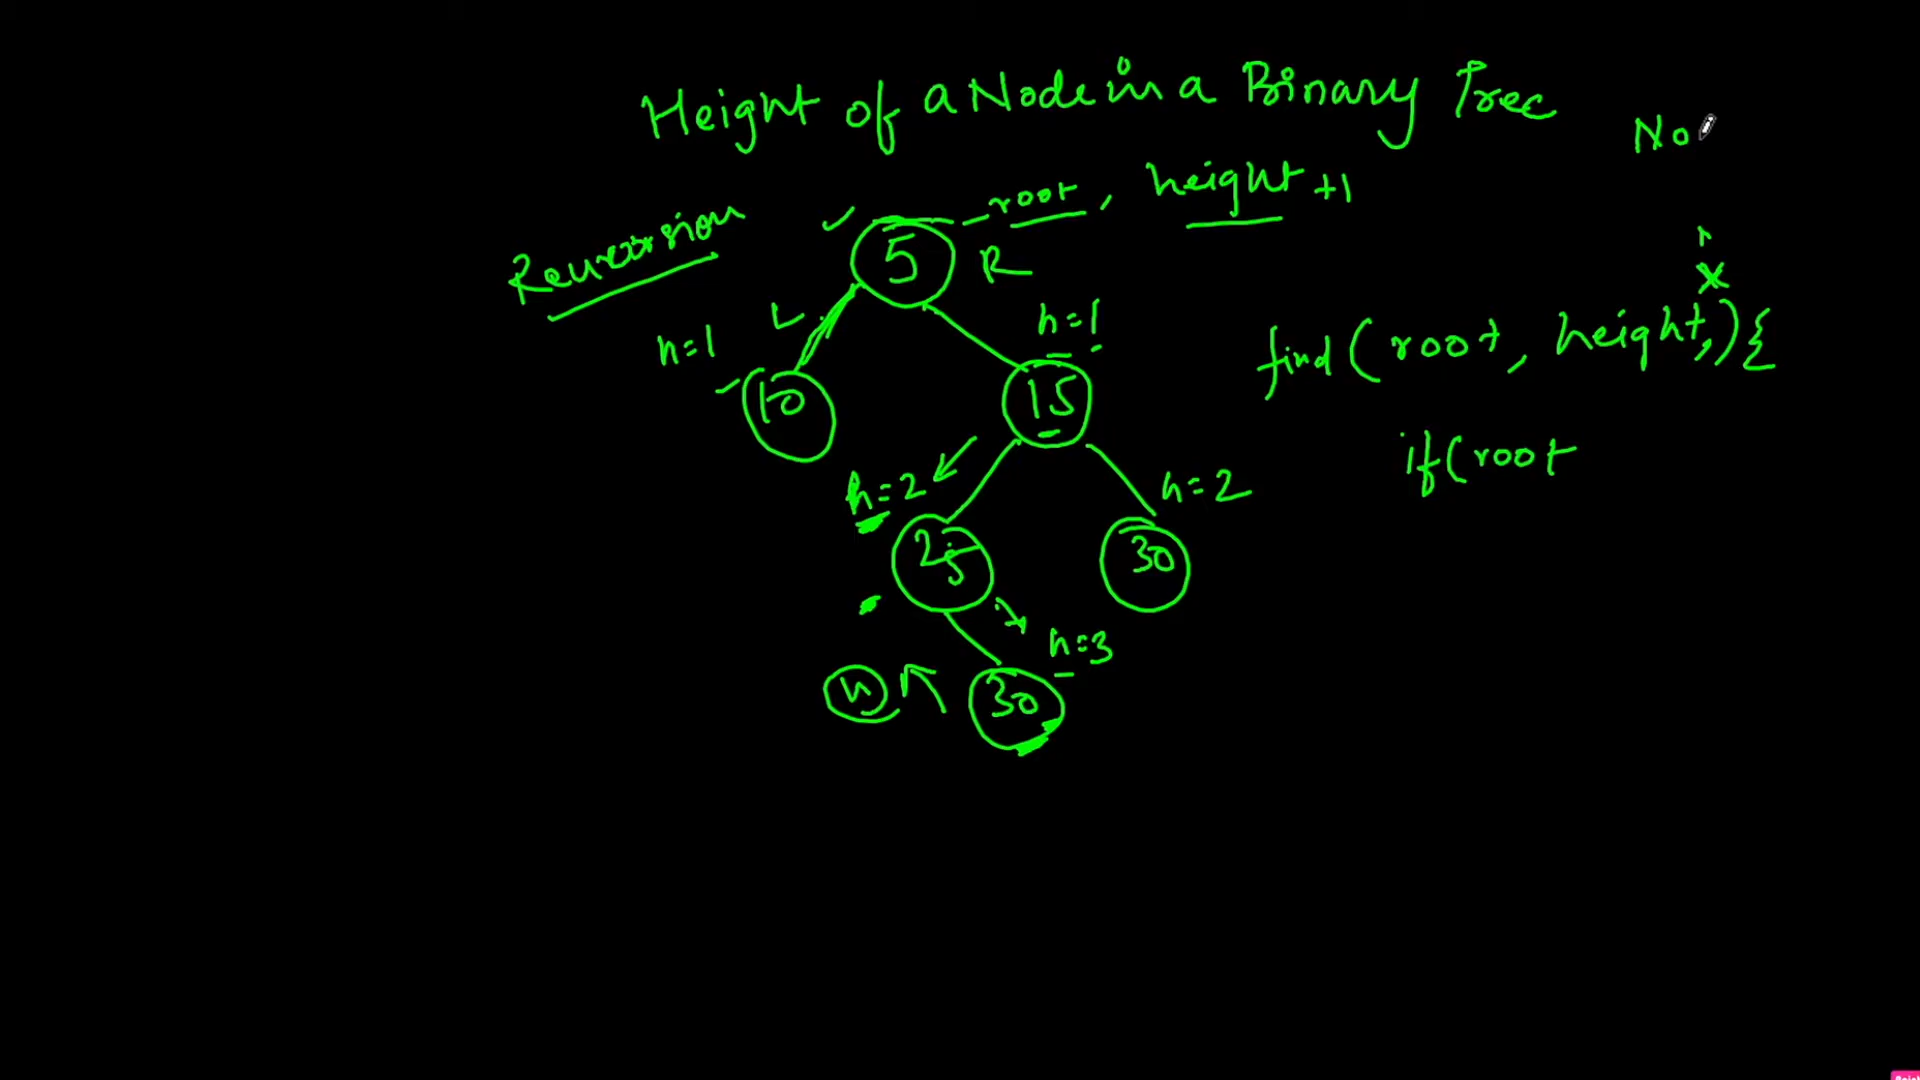 Height of a Node in a Binary Tree
No
root, height +1
Recursion
5 R
h=1
h=1
10
15
find (root, height, x) {
if (root
h=2
h=2
25
30
h=3
h
30